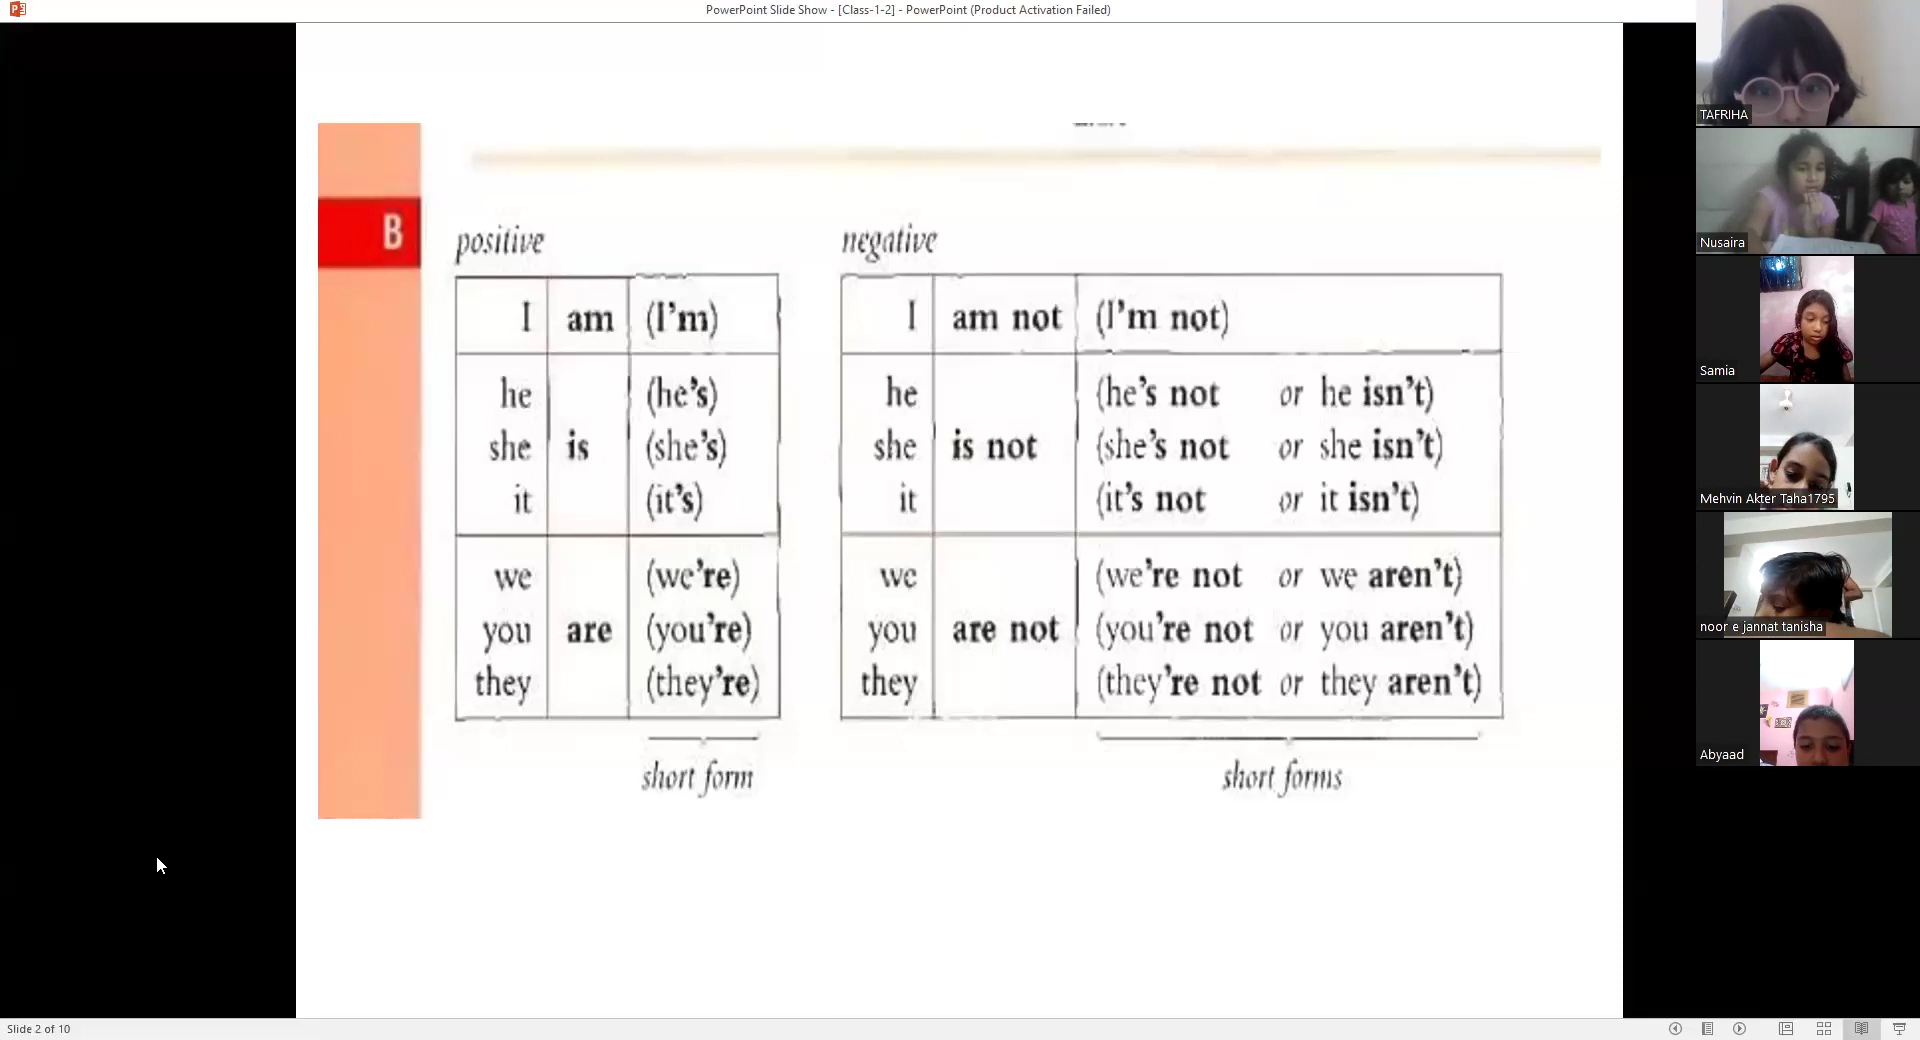 PowerPoint Slide Show - [Class-1-2] - PowerPoint (Product Activation Failed)
B
positive
I am (I'm)
he (he's)
she is (she's)
it (it's)
we (we're)
you are (you're)
they (they're)
short form
negative
I am not (I'm not)
he (he's not or he isn't)
she is not (she's not or she isn't)
it (it's not or it isn't)
we (we're not or we aren't)
you are not (you're not or you aren't)
they (they're not or they aren't)
short forms
TAFRIHA
Nusaira
Samia
Mehvin Akter Taha1795
noor e jannat tanisha
Abyaad
Slide 2 of 10